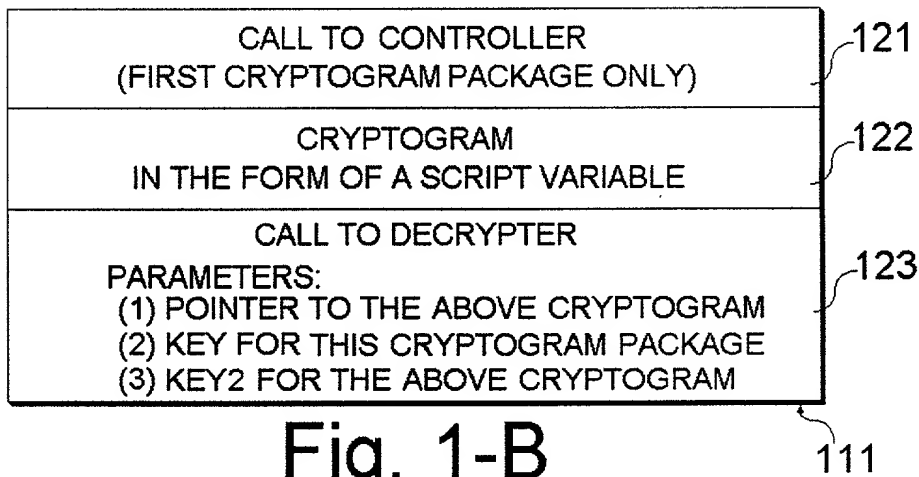 CALL TO CONTROLLER
(FIRST CRYPTOGRAM PACKAGE ONLY)
121
CRYPTOGRAM
IN THE FORM OF A SCRIPT VARIABLE
122
CALL TO DECRYPTER
PARAMETERS:
(1) POINTER TO THE ABOVE CRYPTOGRAM
(2) KEY FOR THIS CRYPTOGRAM PACKAGE
(3) KEY2 FOR THE ABOVE CRYPTOGRAM
123
111
Fig. 1-B